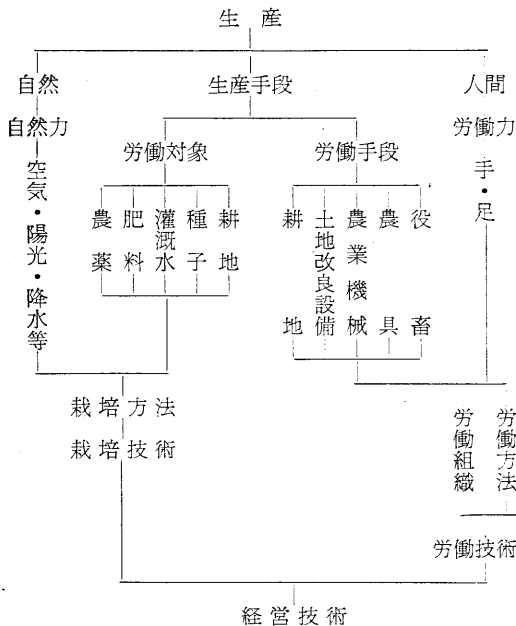 生産
自然
生産手段
人間
自然力
労働力
労働対象
労働手段
空気・陽光・降水等
手・足
農薬
肥料
灌漑水
種子
耕地
耕地
土地改良設備
農業機械
農具
役畜
栽培方法
栽培技術
労働組織
労働方法
労働技術
経営技術